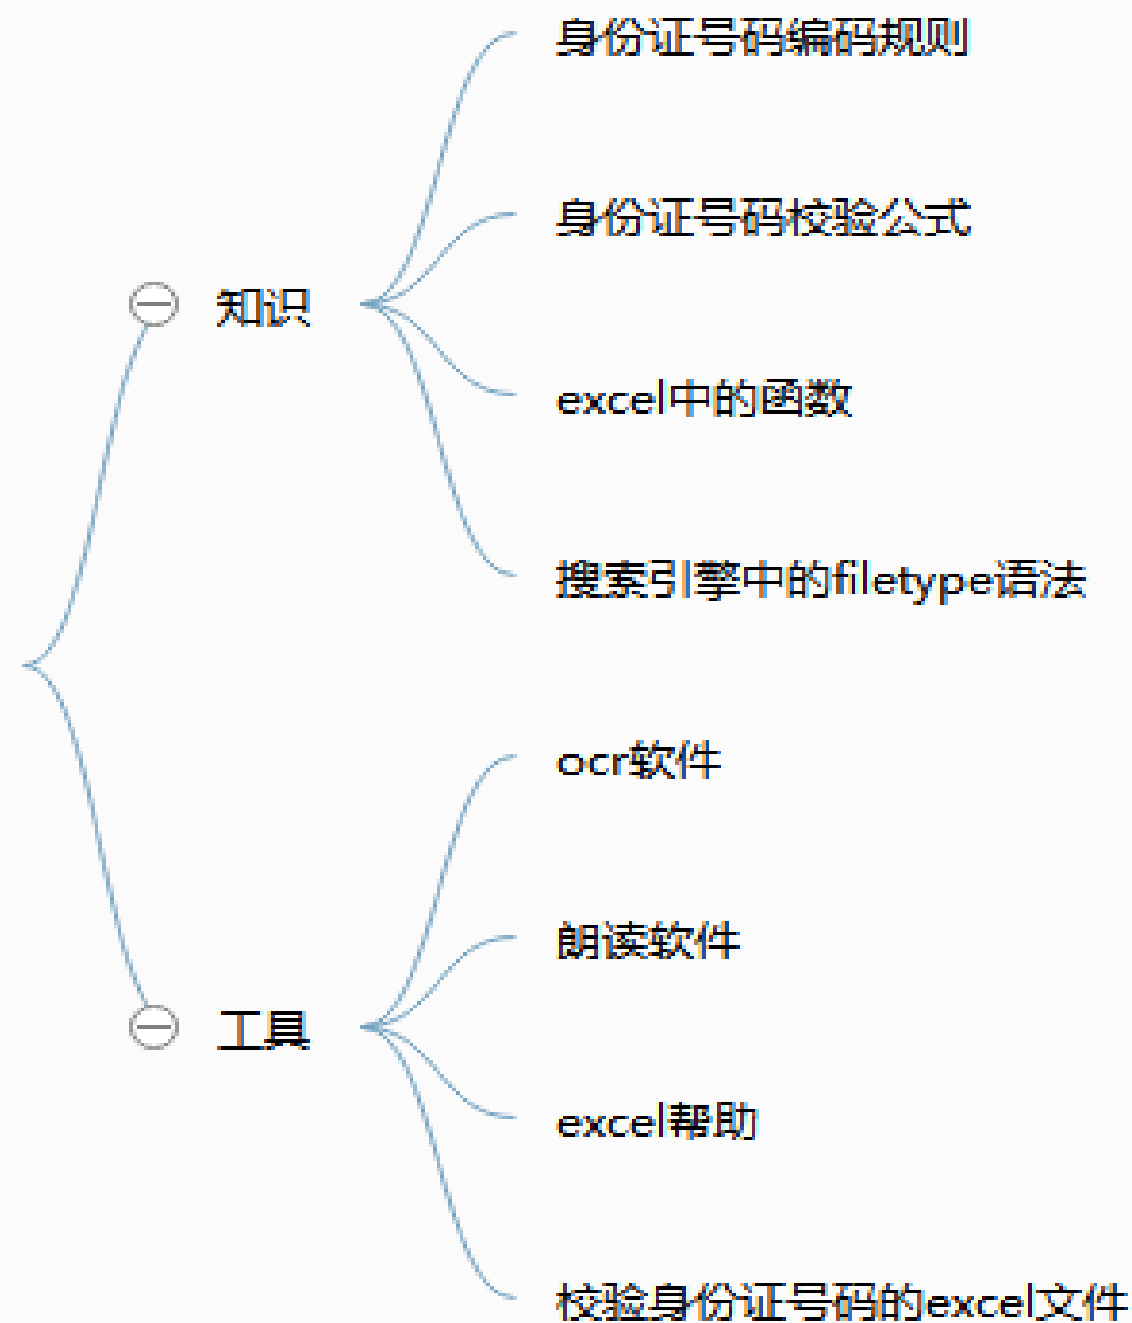 身份证号码编码规则
身份证号码校验公式
知识
excel中的函数
搜索引擎中的filetype语法
ocr软件
朗读软件
工具
excel帮助
校验身份证号码的excel文件